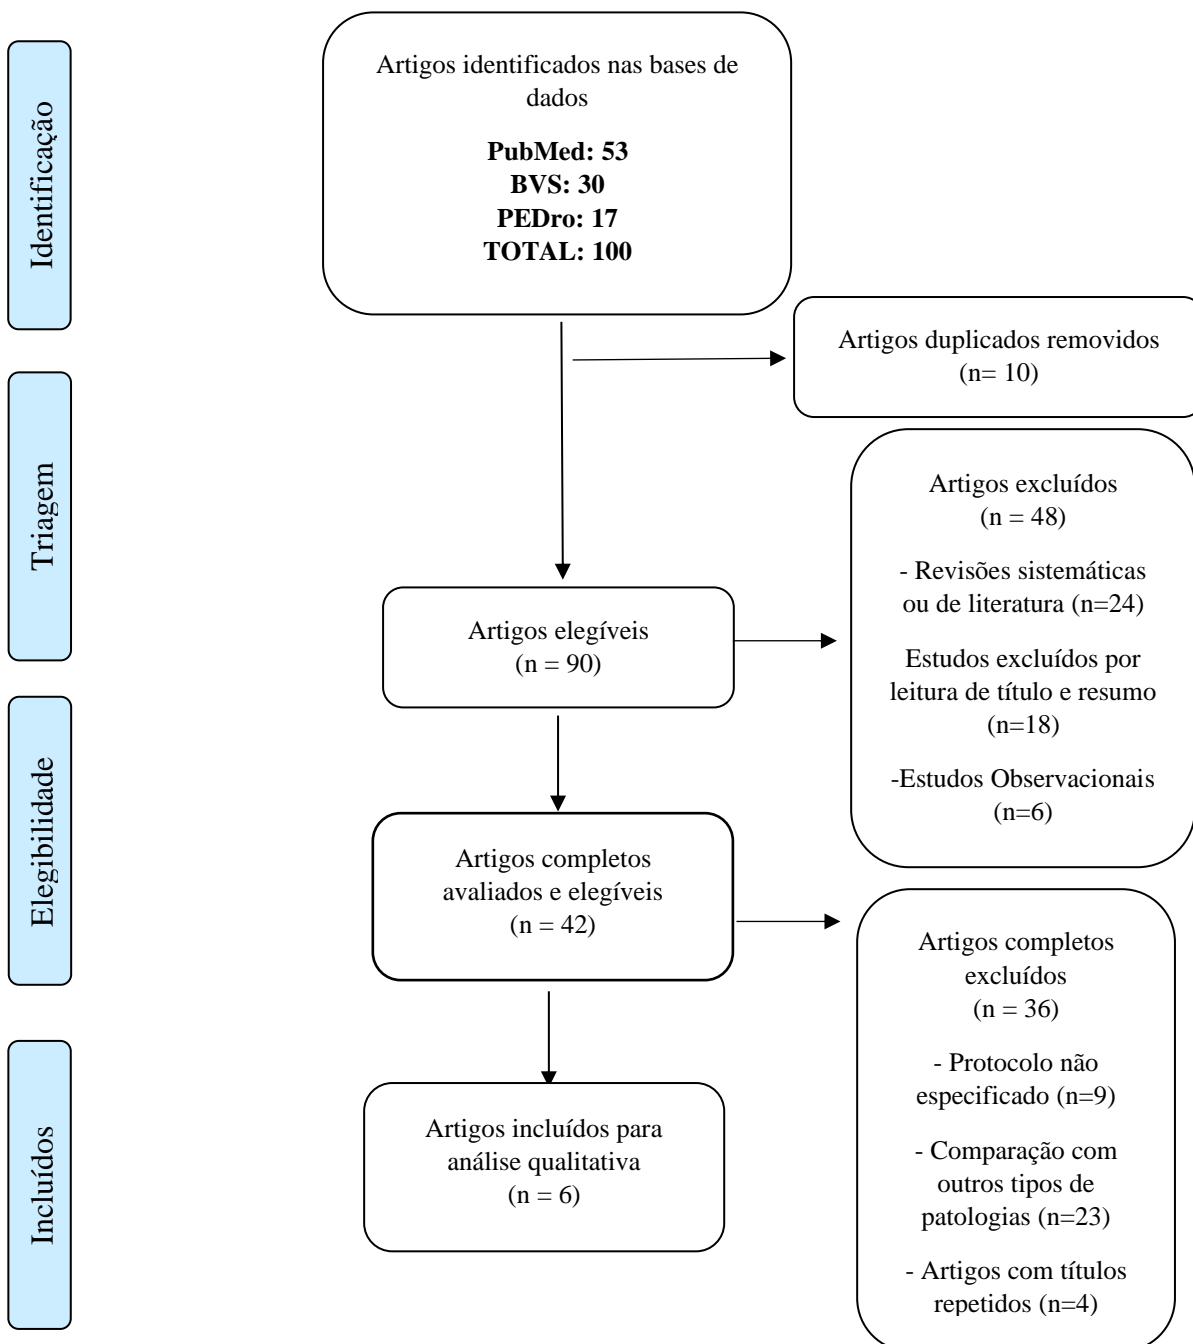 Identificação
Artigos identificados nas bases de
dados
PubMed: 53
BVS: 30
PEDro: 17
TOTAL: 100
Artigos duplicados removidos
(n= 10)
Triagem
Artigos elegíveis
(n = 90)
Artigos excluídos
(n = 48)
- Revisões sistemáticas
ou de literatura (n=24)
Estudos excluídos por
leitura de título e resumo
(n=18)
-Estudos Observacionais
(n=6)
Elegibilidade
Artigos completos
avaliados e elegíveis
(n = 42)
Artigos completos
excluídos
(n = 36)
- Protocolo não
especificado (n=9)
- Comparação com
outros tipos de
patologias (n=23)
- Artigos com títulos
repetidos (n=4)
Incluídos
Artigos incluídos para
análise qualitativa
(n = 6)